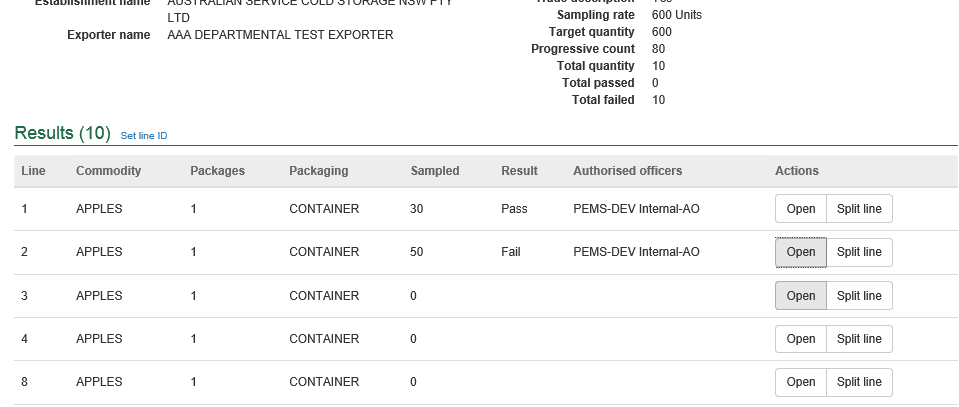 Establishment name AUSTRALIAN SERVICE COLD STORAGE NSW PTY
LTD
Exporter name AAA DEPARTMENTAL TEST EXPORTER
Trade description Yes
Sampling rate 600 Units
Target quantity 600
Progressive count 80
Total quantity 10
Total passed 0
Total failed 10
Results (10) Set line ID
Line Commodity Packages Packaging Sampled Result Authorised officers Actions
1 APPLES 1 CONTAINER 30 Pass PEMS-DEV Internal-AO Open Split line
2 APPLES 1 CONTAINER 50 Fail PEMS-DEV Internal-AO Open Split line
3 APPLES 1 CONTAINER 0 Open Split line
4 APPLES 1 CONTAINER 0 Open Split line
8 APPLES 1 CONTAINER 0 Open Split line